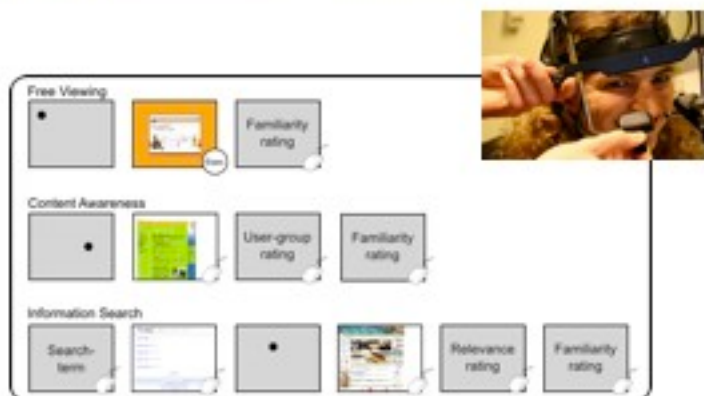 Free Viewing
Familiarity
rating
Content Awareness
User-group
rating
Familiarity
rating
Information Search
Search-
term
Relevance
rating
Familiarity
rating